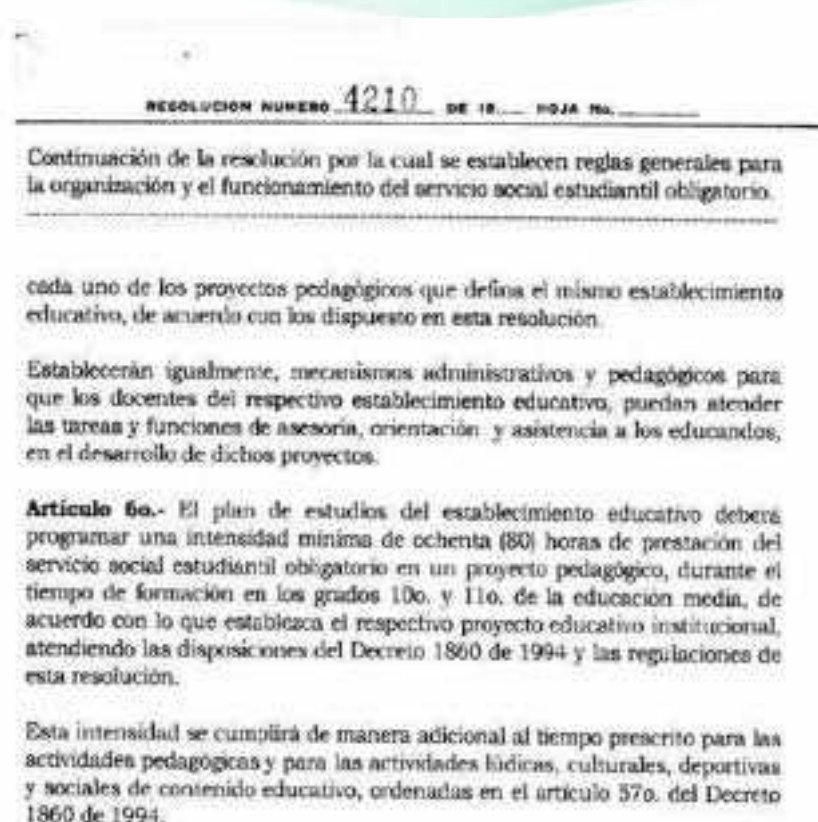 RESOLUCION NUMERO 4210 DE 19 HOJA No.
Continuación de la resolución por la cual se establecen reglas generales para
la organización y el funcionamiento del servicio social estudiantil obligatorio.
cada uno de los proyectos pedagógicos que defina el mismo establecimiento
educativo, de acuerdo con los dispuesto en esta resolución.
Establecerán igualmente, mecanismos administrativos y pedagógicos para
que los docentes del respectivo establecimiento educativo, puedan atender
las tareas y funciones de asesoría, orientación y asistencia a los educandos,
en el desarrollo de dichos proyectos.
Artículo 6o.- El plan de estudios del establecimiento educativo deberá
programar una intensidad mínima de ochenta (80) horas de prestación del
servicio social estudiantil obligatorio en un proyecto pedagógico, durante el
tiempo de formación en los grados 10o. y 11o. de la educación media, de
acuerdo con lo que establezca el respectivo proyecto educativo institucional,
atendiendo las disposiciones del Decreto 1860 de 1994 y las regulaciones de
esta resolución.
Esta intensidad se cumplirá de manera adicional al tiempo prescrito para las
actividades pedagógicas y para las actividades lúdicas, culturales, deportivas
y sociales de contenido educativo, ordenadas en el artículo 57o. del Decreto
1860 de 1994.